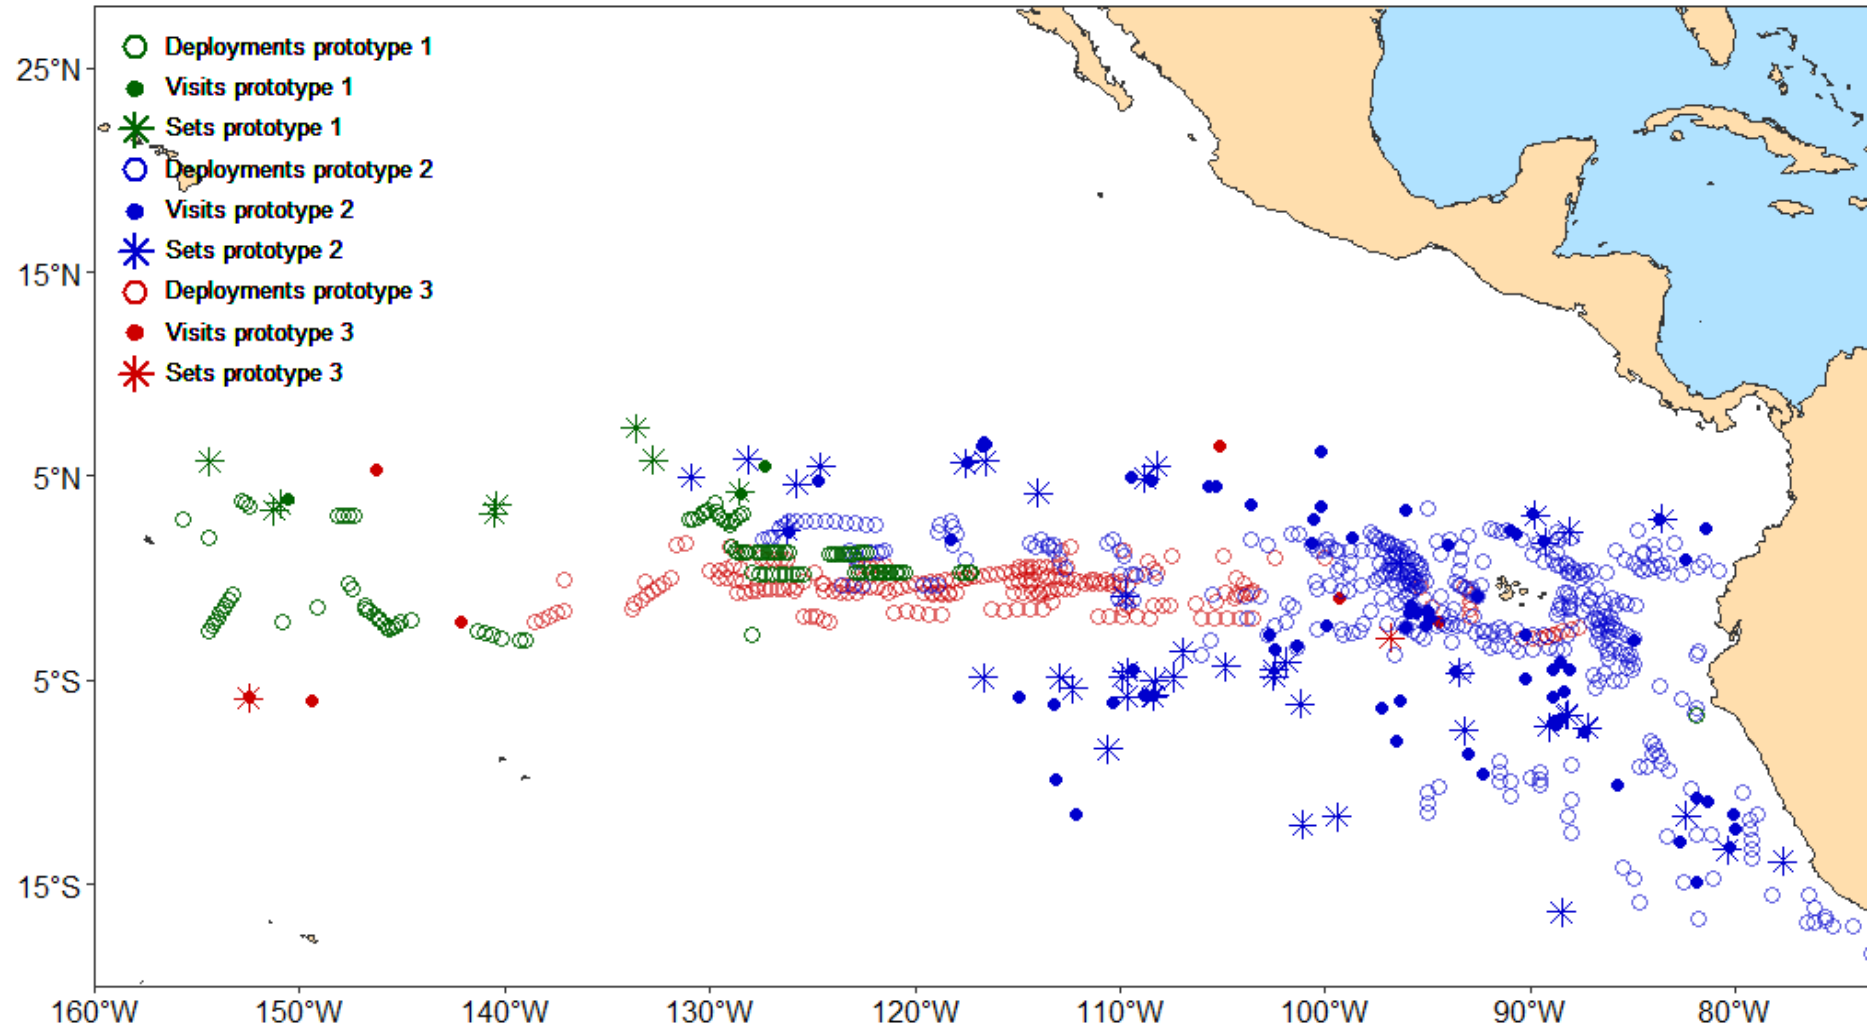 Deployments prototype 1
Visits prototype 1
Sets prototype 1
Deployments prototype 2
Visits prototype 2
Sets prototype 2
Deployments prototype 3
Visits prototype 3
Sets prototype 3
25°N
15°N
5°N
5°S
15°S
160°W 150°W 140°W 130°W 120°W 110°W 100°W 90°W 80°W